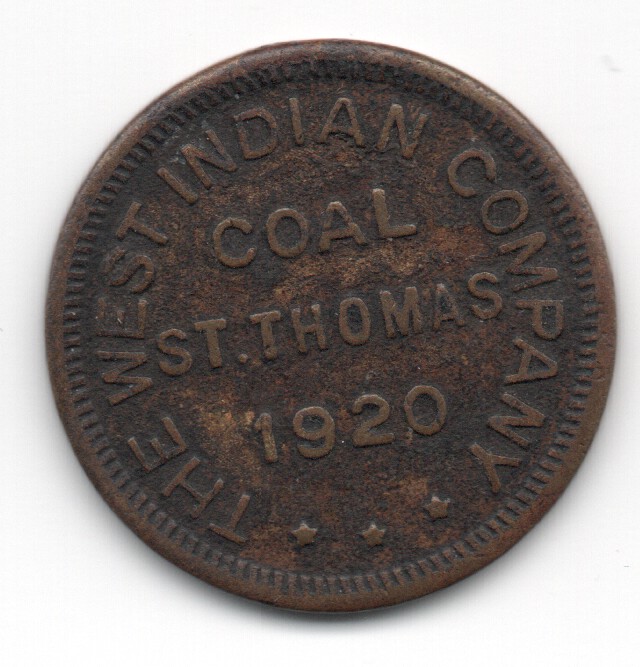 THE WEST INDIAN COMPANY
COAL
ST. THOMAS
1920